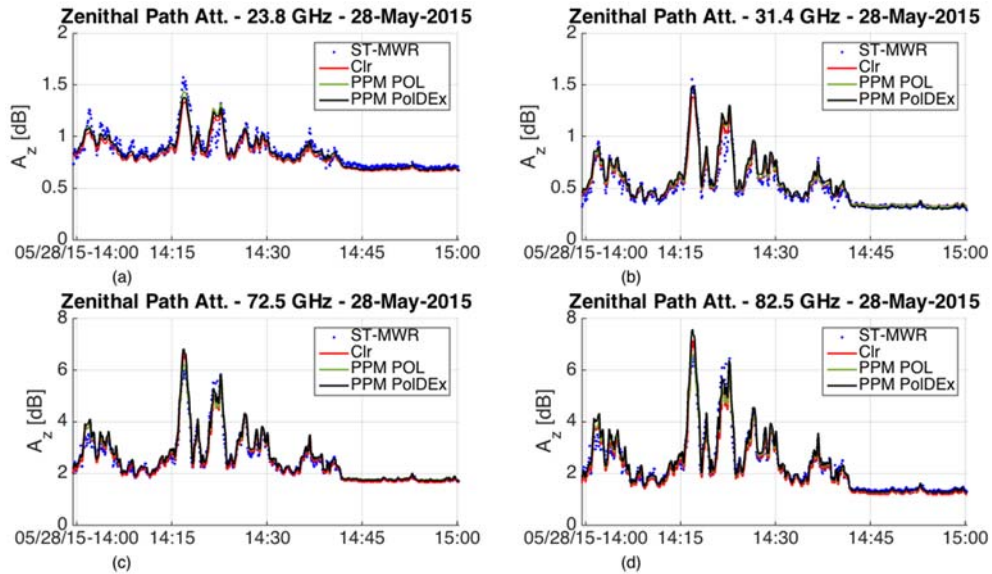 Zenithal Path Att. - 23.8 GHz - 28-May-2015
2
1.5
1
0.5
0
A_z [dB]
ST-MWR
Clr
PPM POL
PPM PolDEx
05/28/15-14:00 14:15 14:30 14:45 15:00
(a)
Zenithal Path Att. - 31.4 GHz - 28-May-2015
2
1.5
1
0.5
0
A_z [dB]
ST-MWR
Clr
PPM POL
PPM PolDEx
05/28/15-14:00 14:15 14:30 14:45 15:00
(b)
Zenithal Path Att. - 72.5 GHz - 28-May-2015
8
6
4
2
0
A_z [dB]
ST-MWR
Clr
PPM POL
PPM PolDEx
05/28/15-14:00 14:15 14:30 14:45 15:00
(c)
Zenithal Path Att. - 82.5 GHz - 28-May-2015
8
6
4
2
0
A_z [dB]
ST-MWR
Clr
PPM POL
PPM PolDEx
05/28/15-14:00 14:15 14:30 14:45 15:00
(d)